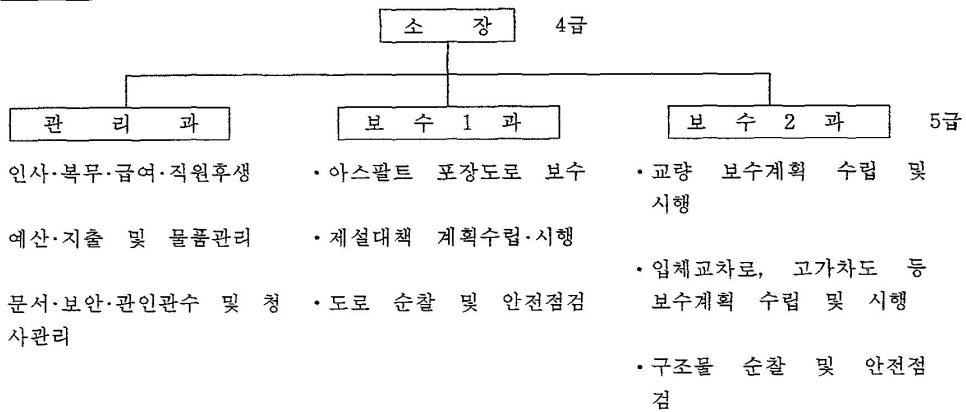 소 장 4급
관 리 과
보 수 1 과
보 수 2 과 5급
인사·복무·급여·직원후생
예산·지출 및 물품관리
문서·보안·관인관수 및 청
사관리
·아스팔트 포장도로 보수
·제설대책 계획수립·시행
·도로 순찰 및 안전점검
·교량 보수계획 수립 및
시행
·입체교차로, 고가차도 등
보수계획 수립 및 시행
·구조물 순찰 및 안전점
검